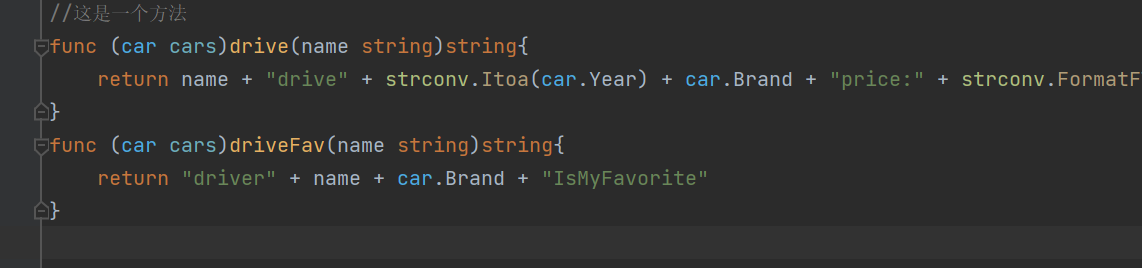 //这是一个方法
func (car cars)drive(name string)string{
    return name + "drive" + strconv.Itoa(car.Year) + car.Brand + "price:" + strconv.FormatF
}
func (car cars)driveFav(name string)string{
    return "driver" + name + car.Brand + "IsMyFavorite"
}